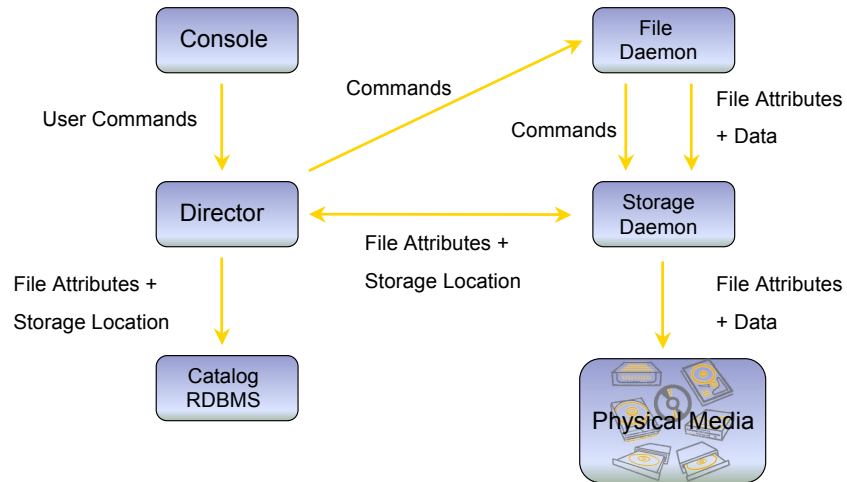 Console
File
Daemon
Commands
File Attributes
+ Data
User Commands
Commands
Director
Storage
Daemon
File Attributes +
Storage Location
File Attributes +
Storage Location
File Attributes
+ Data
Catalog
RDBMS
Physical Media